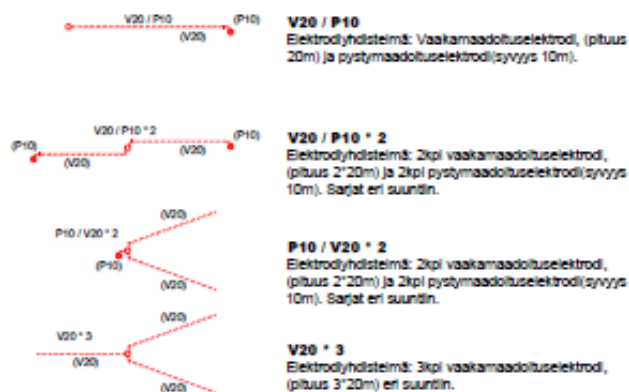 V20 / P10
(P10)
(V20)
V20 / P10
Elektrodiyhdistelmä: Vaakamaadoituselektrodi, (pituus
20m) ja pystymaadoituselektrodi(syvyys 10m).
V20 / P10 * 2
(P10)
(P10)
(V20)
(V20)
V20 / P10 * 2
Elektrodiyhdistelmä: 2kpl vaakamaadoituselektrodi,
(pituus 2*20m) ja 2kpl pystymaadoituselektrodi(syvyys
10m). Sarjat eri suuntiin.
(V20)
P10 / V20 * 2
(P10)
(V20)
P10 / V20 * 2
Elektrodiyhdistelmä: 2kpl vaakamaadoituselektrodi,
(pituus 2*20m) ja 2kpl pystymaadoituselektrodi(syvyys
10m). Sarjat eri suuntiin.
(V20)
V20 * 3
(V20)
(V20)
V20 * 3
Elektrodiyhdistelmä: 3kpl vaakamaadoituselektrodi,
(pituus 3*20m) eri suuntiin.